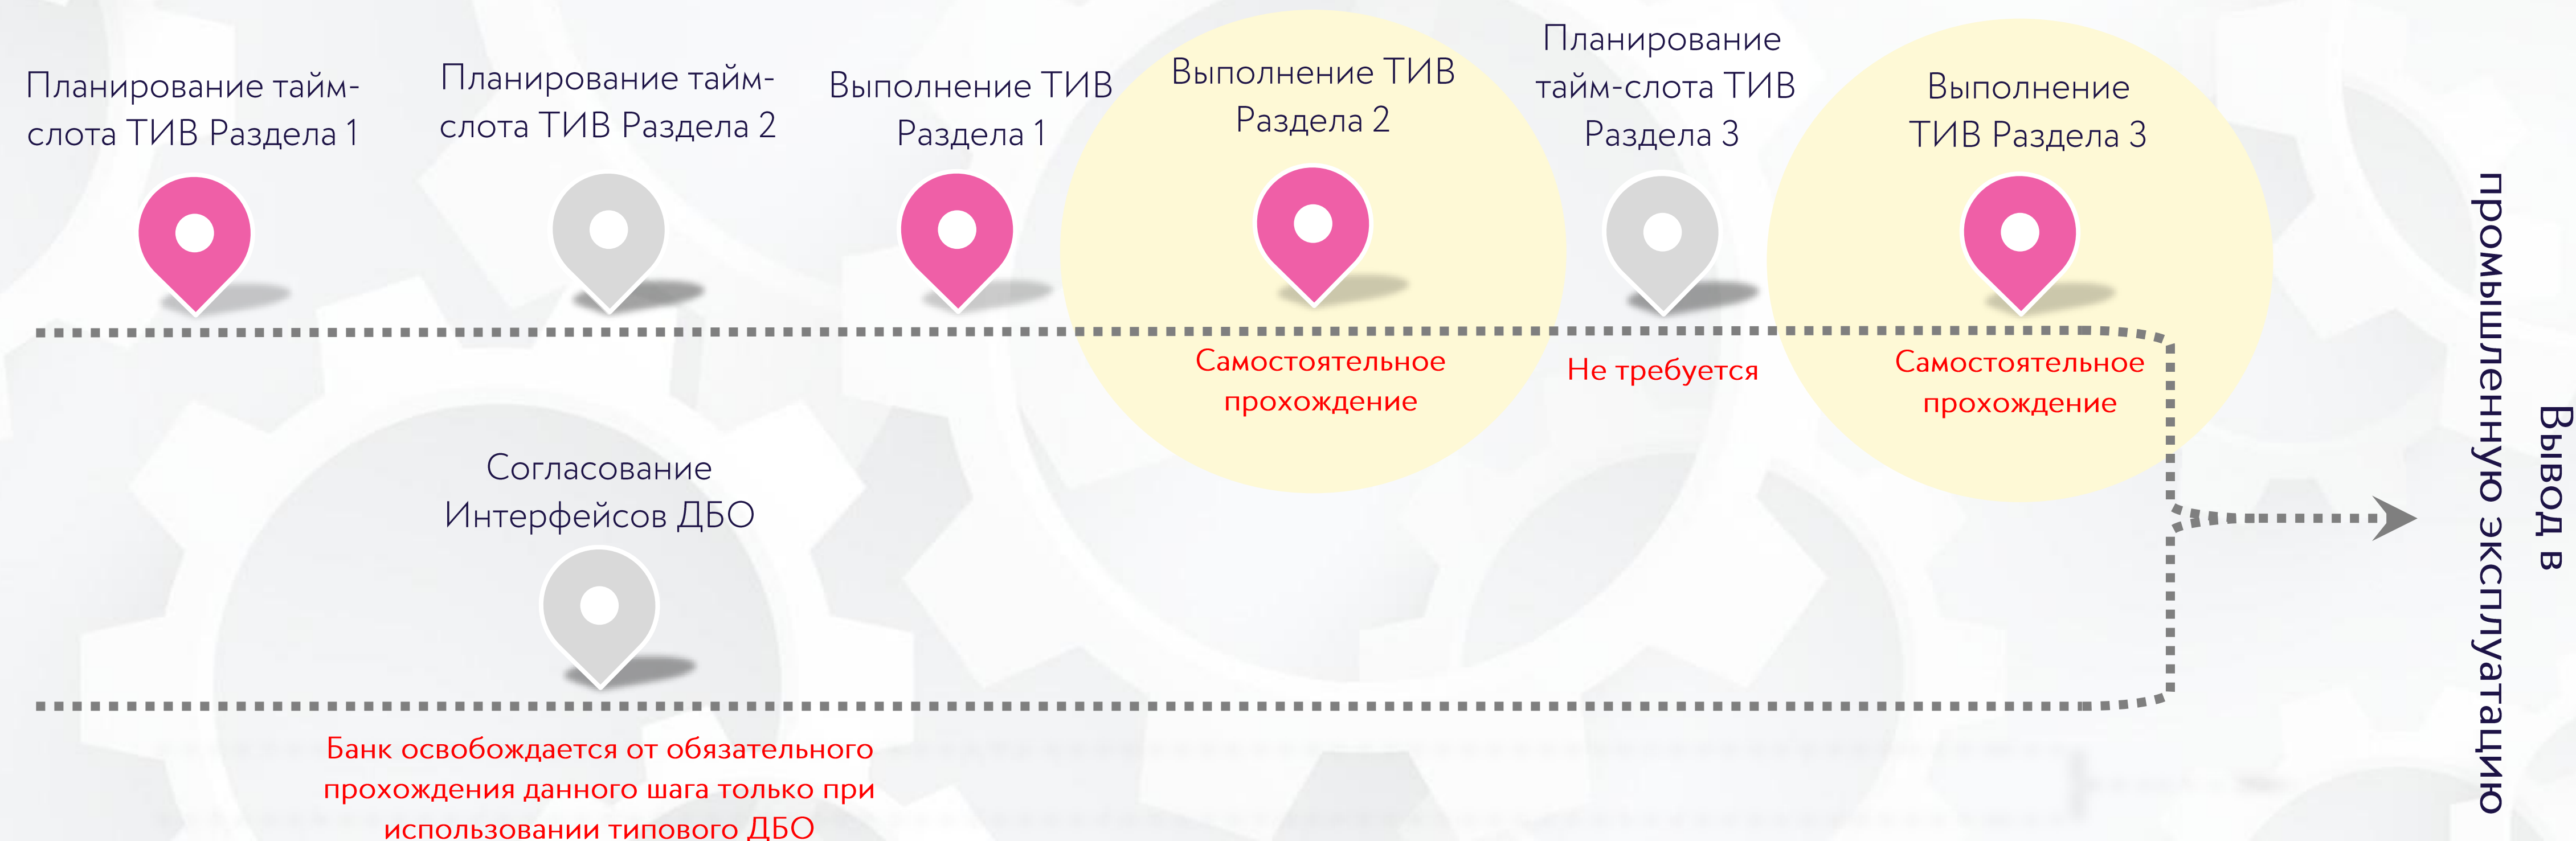 Планирование тайм-
слота ТИВ Раздела 1
Планирование тайм-
слота ТИВ Раздела 2
Выполнение ТИВ
Раздела 1
Выполнение ТИВ
Раздела 2
Планирование
тайм-слота ТИВ
Раздела 3
Выполнение
ТИВ Раздела 3
Самостоятельное
прохождение
Не требуется
Самостоятельное
прохождение
Согласование
Интерфейсов ДБО
Банк освобождается от обязательного
прохождения данного шага только при
использовании типового ДБО
Вывод в
промышленную эксплуатацию